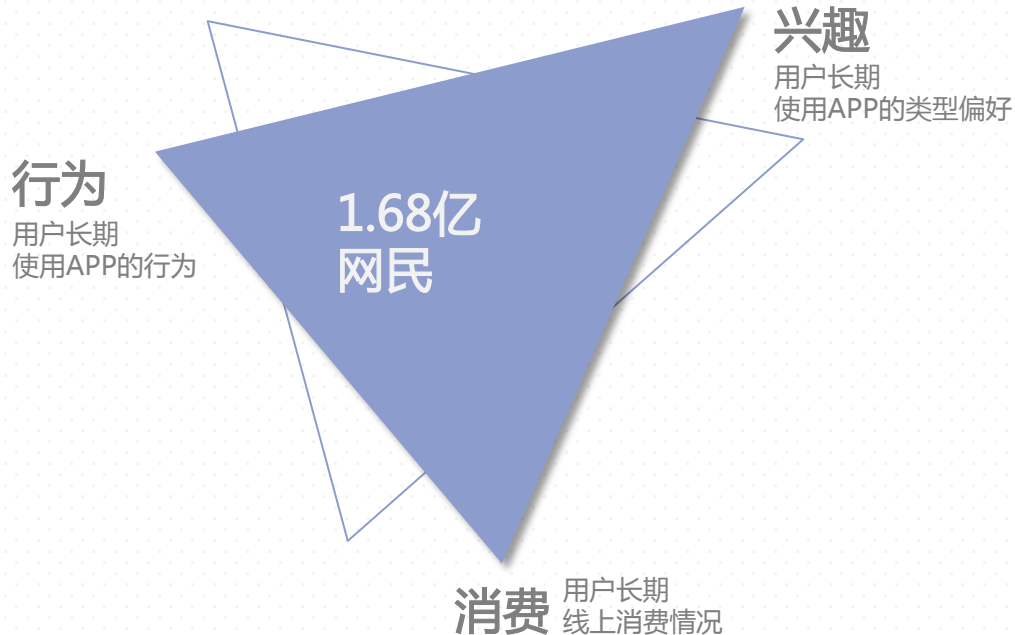 兴趣
用户长期
使用APP的类型偏好
行为
用户长期
使用APP的行为
1.68亿
网民
消费
用户长期
线上消费情况